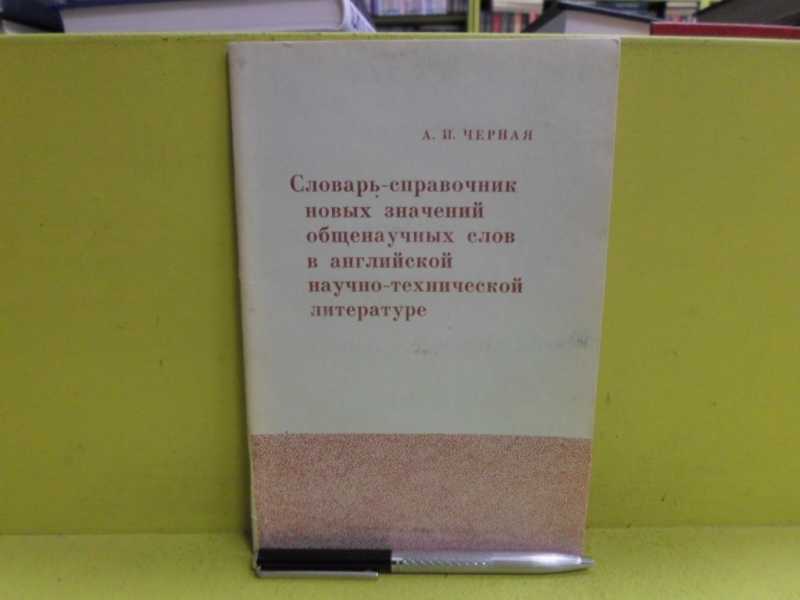 А. И. ЧЕРНАЯ
Словарь-справочник
новых значений
общенаучных слов
в английской
научно-технической
литературе